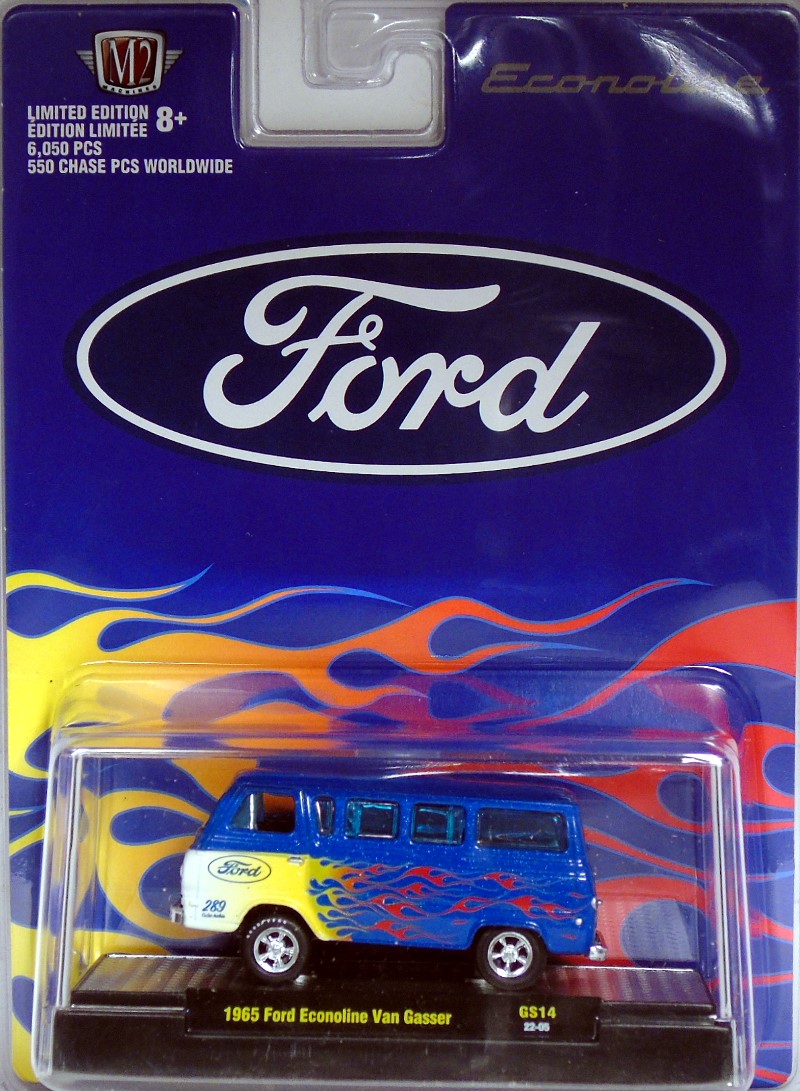 M2
MACHINES
LIMITED EDITION
ÉDITION LIMITÉE 8+
6,050 PCS
550 CHASE PCS WORLDWIDE
Econoline
Ford
Ford
289
1965 Ford Econoline Van Gasser GS14
22-05